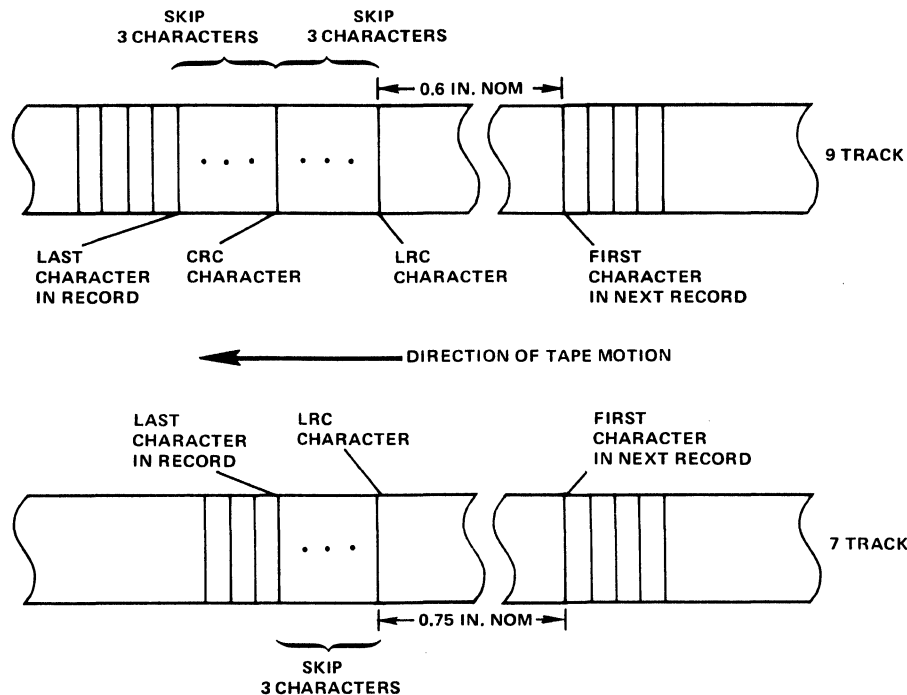 SKIP
3 CHARACTERS
SKIP
3 CHARACTERS
0.6 IN. NOM
9 TRACK
LAST
CHARACTER
IN RECORD
CRC
CHARACTER
LRC
CHARACTER
FIRST
CHARACTER
IN NEXT RECORD
DIRECTION OF TAPE MOTION
LAST
CHARACTER
IN RECORD
LRC
CHARACTER
FIRST
CHARACTER
IN NEXT RECORD
7 TRACK
0.75 IN. NOM
SKIP
3 CHARACTERS